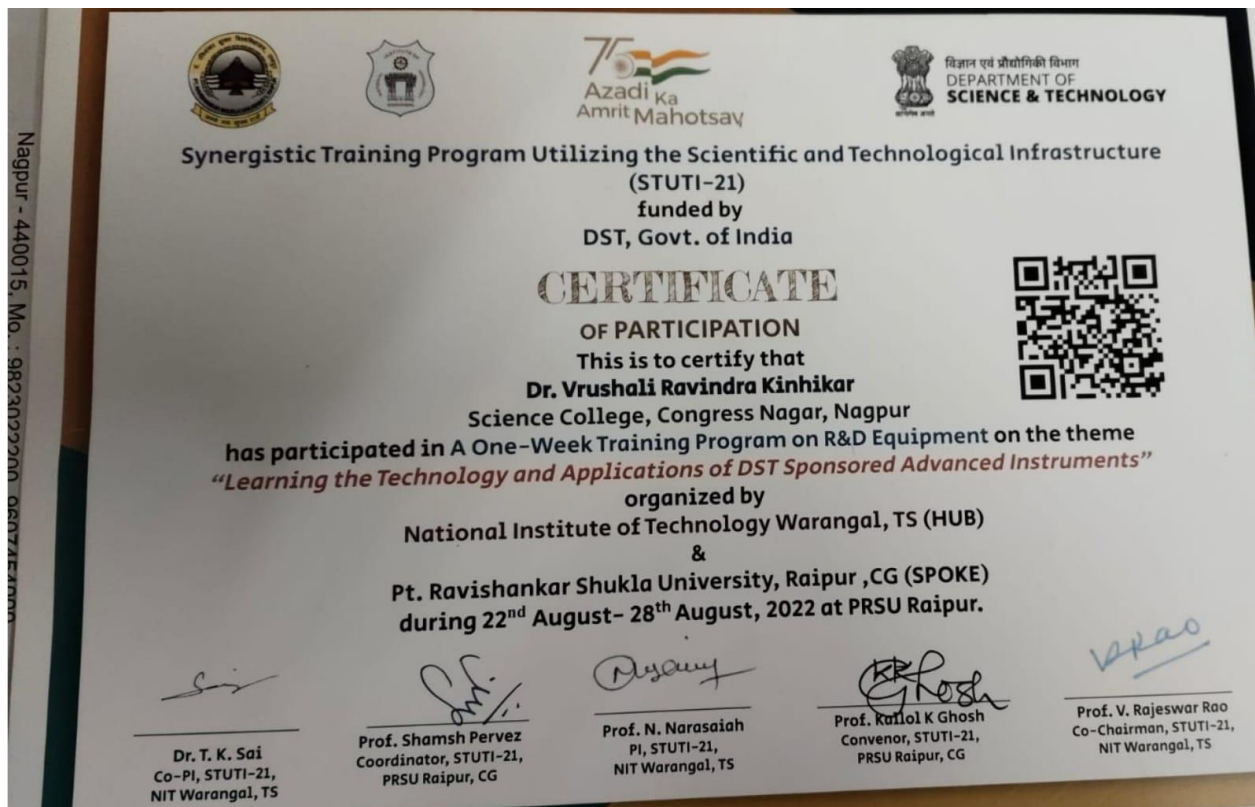 75
Azadi Ka
Amrit Mahotsav
विज्ञान एवं प्रौद्योगिकी विभाग
DEPARTMENT OF
SCIENCE & TECHNOLOGY
सत्यमेव जयते
Synergistic Training Program Utilizing the Scientific and Technological Infrastructure
(STUTI-21)
funded by
DST, Govt. of India
CERTIFICATE
OF PARTICIPATION
This is to certify that
Dr. Vrushali Ravindra Kinhikar
Science College, Congress Nagar, Nagpur
has participated in A One-Week Training Program on R&D Equipment on the theme
“Learning the Technology and Applications of DST Sponsored Advanced Instruments”
organized by
National Institute of Technology Warangal, TS (HUB)
&
Pt. Ravishankar Shukla University, Raipur ,CG (SPOKE)
during 22nd August- 28th August, 2022 at PRSU Raipur.
KK Ghosh
VRRao
Dr. T. K. Sai
Co-PI, STUTI-21,
NIT Warangal, TS
Prof. Shamsh Pervez
Coordinator, STUTI-21,
PRSU Raipur, CG
Prof. N. Narasaiah
PI, STUTI-21,
NIT Warangal, TS
Prof. Kallol K Ghosh
Convenor, STUTI-21,
PRSU Raipur, CG
Prof. V. Rajeswar Rao
Co-Chairman, STUTI-21,
NIT Warangal, TS
Nagpur - 440015, Mo. :